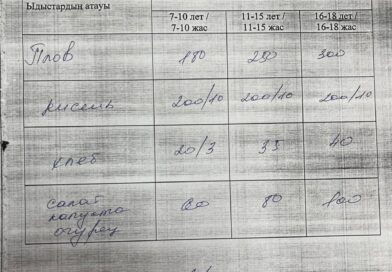 Ыдыстардың атауы
7-10 лет / 11-15 лет / 16-18 лет /
7-10 жас 11-15 жас 16-18 жас
Плов 180 250 300
кисель 200/10 200/10 200/10
хлеб 20/3 35 40
салат 60 80 100
капуста
огурец